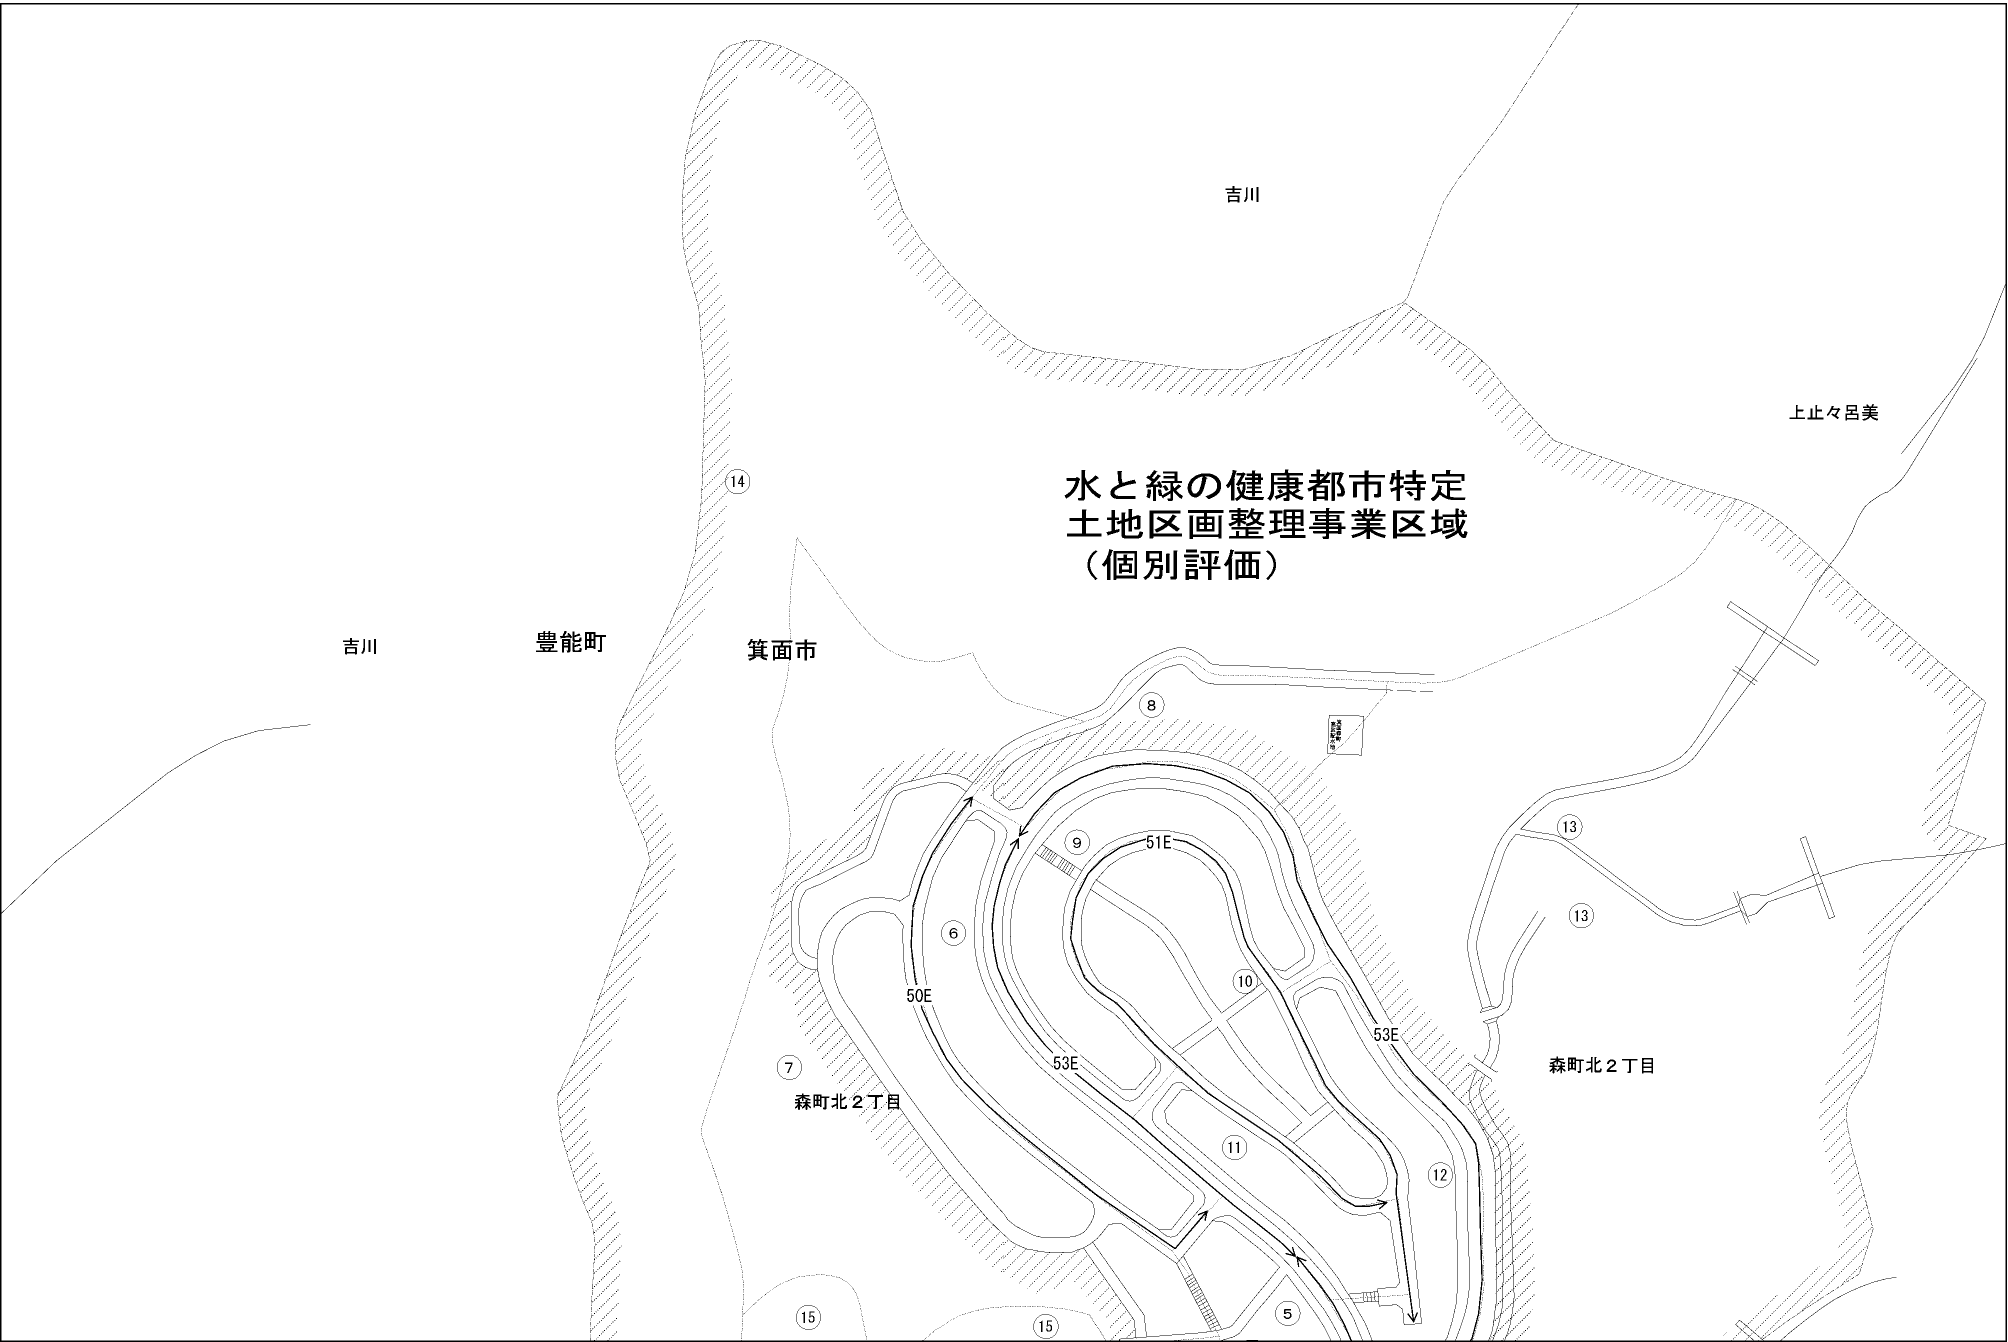 吉川
上止々呂美
水と緑の健康都市特定
土地区画整理事業区域
（個別評価）
14
吉川
豊能町
箕面市
8
13
9
51E
13
6
10
50E
53E
53E
7
森町北２丁目
森町北２丁目
11
12
15
15
5